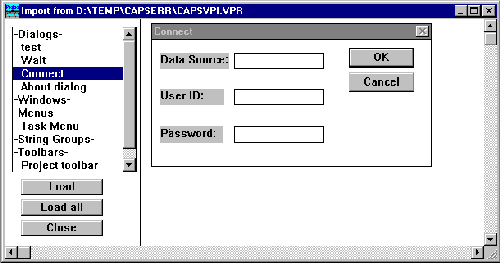 Import from D:\TEMP\CAPSERR\CAPSVPI.VPR
-Dialogs-
test
Wait
Connect
About dialog
-Windows-
Menus
Task Menu
-String Groups-
-Toolbars-
Project toolbar
Load
Load all
Close
Connect
Data Source:
User ID:
Password:
OK
Cancel